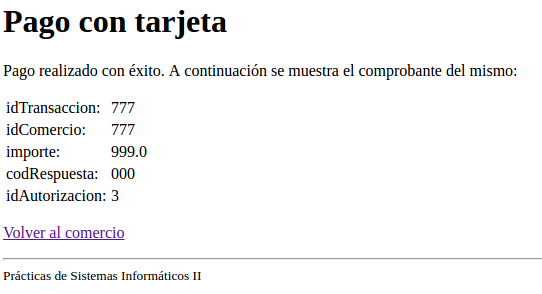 Pago con tarjeta
Pago realizado con éxito. A continuación se muestra el comprobante del mismo:
idTransaccion: 777
idComercio: 777
importe: 999.0
codRespuesta: 000
idAutorizacion: 3
Volver al comercio
Prácticas de Sistemas Informáticos II